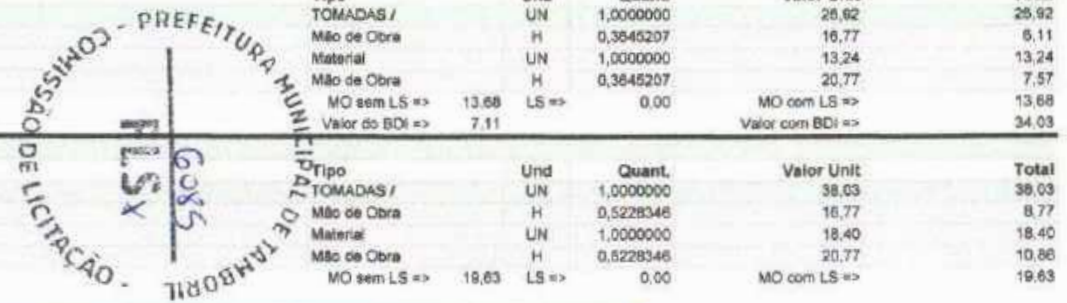 TOMADAS / UN 1,0000000 26,92 26,92
Mão de Obra H 0,3645207 16,77 6,11
Material UN 1,0000000 13,24 13,24
Mão de Obra H 0,3645207 20,77 7,57
MO sem LS => 13,68 LS => 0,00 MO com LS => 13,68
Valor do BDI => 7,11 Valor com BDI => 34,03
Tipo Und Quant. Valor Unit Total
TOMADAS / UN 1,0000000 38,03 38,03
Mão de Obra H 0,5228346 16,77 8,77
Material UN 1,0000000 18,40 18,40
Mão de Obra H 0,5228346 20,77 10,86
MO sem LS => 19,63 LS => 0,00 MO com LS => 19,63
- PREFEITURA MUNICIPAL DE TAMBORIL
COMISSÃO DE LICITAÇÃO -
6085